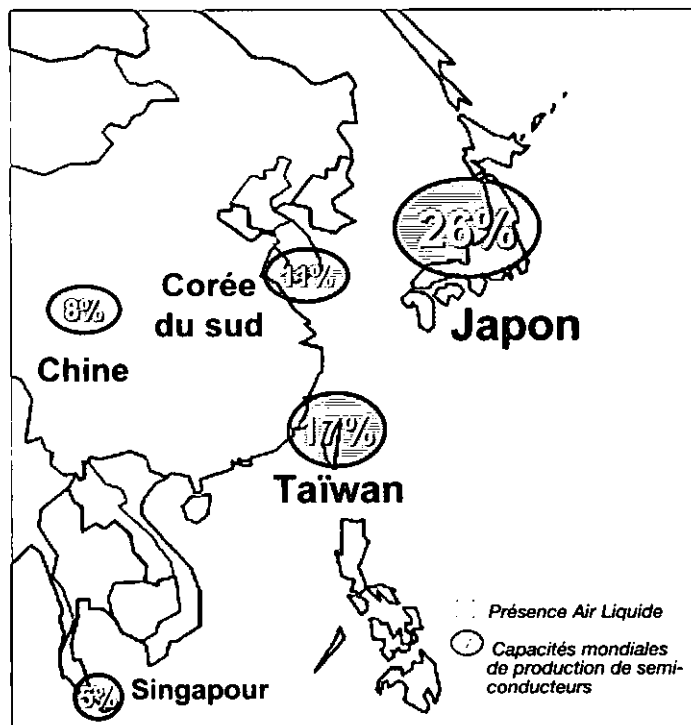 26%
11%
Corée
du sud
8%
Japon
Chine
17%
Taïwan
Présence Air Liquide
Capacités mondiales
de production de semi-
conducteurs
5%
Singapour